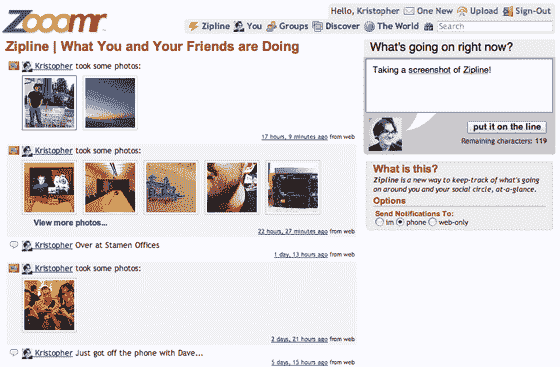 Zooomr
Hello, Kristopher One New Upload Sign-Out
Zipline You Groups Discover The World Search
Zipline | What You and Your Friends are Doing
Kristopher took some photos:
17 hours, 9 minutes ago from web
Kristopher took some photos:
View more photos...
22 hours, 27 minutes ago from web
Kristopher Over at Stamen Offices
1 day, 13 hours ago from web
Kristopher took some photos:
2 days, 21 hours ago from web
Kristopher Just got off the phone with Dave...
5 days, 15 hours ago from web
What's going on right now?
Taking a screenshot of Zipline!
put it on the line
Remaining characters: 119
What is this?
Zipline is a new way to keep-track of what's going
on around you and your social circle, at-a-glance.
Options
Send Notifications To:
im phone web-only